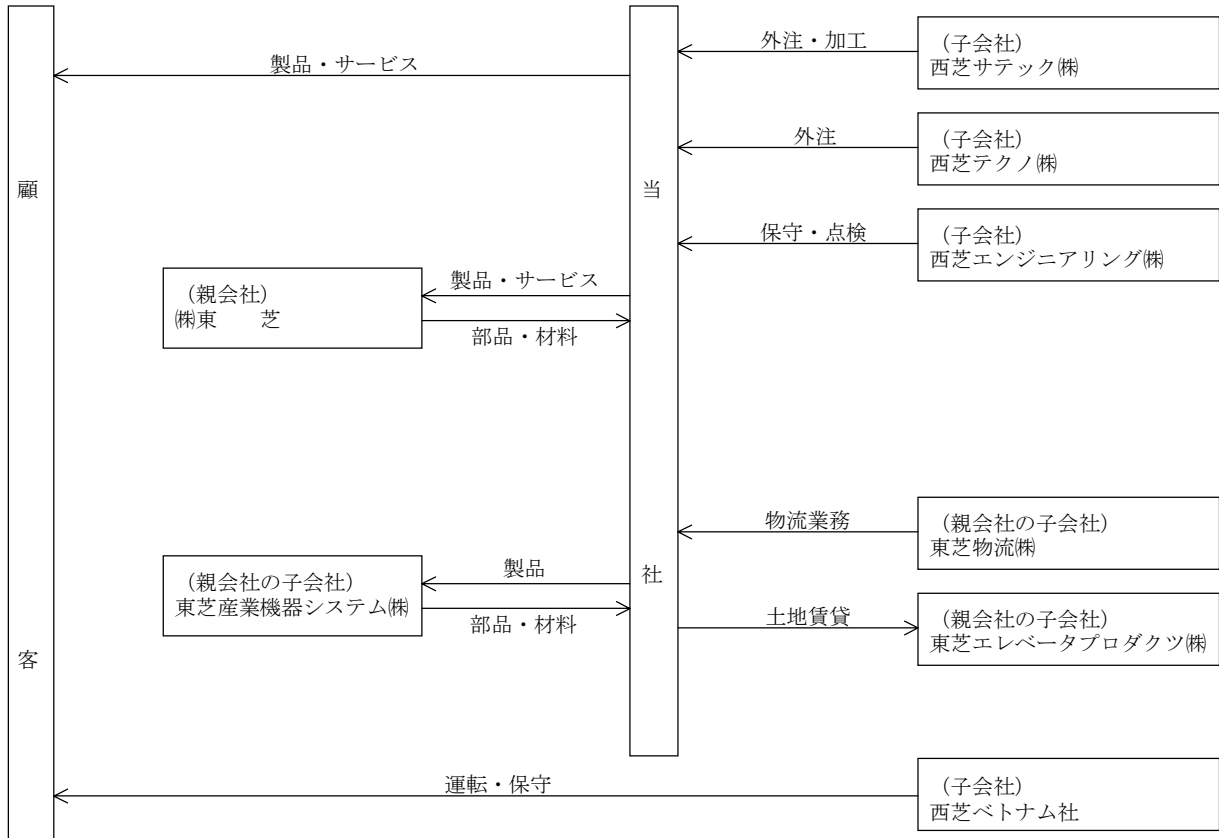 外注・加工
（子会社）
西芝サテック㈱
製品・サービス
外注
（子会社）
西芝テクノ㈱
顧
客
当
社
保守・点検
（子会社）
西芝エンジニアリング㈱
（親会社）
㈱東　　芝
製品・サービス
部品・材料
物流業務
（親会社の子会社）
東芝物流㈱
（親会社の子会社）
東芝産業機器システム㈱
製品
部品・材料
土地賃貸
（親会社の子会社）
東芝エレベータプロダクツ㈱
運転・保守
（子会社）
西芝ベトナム社